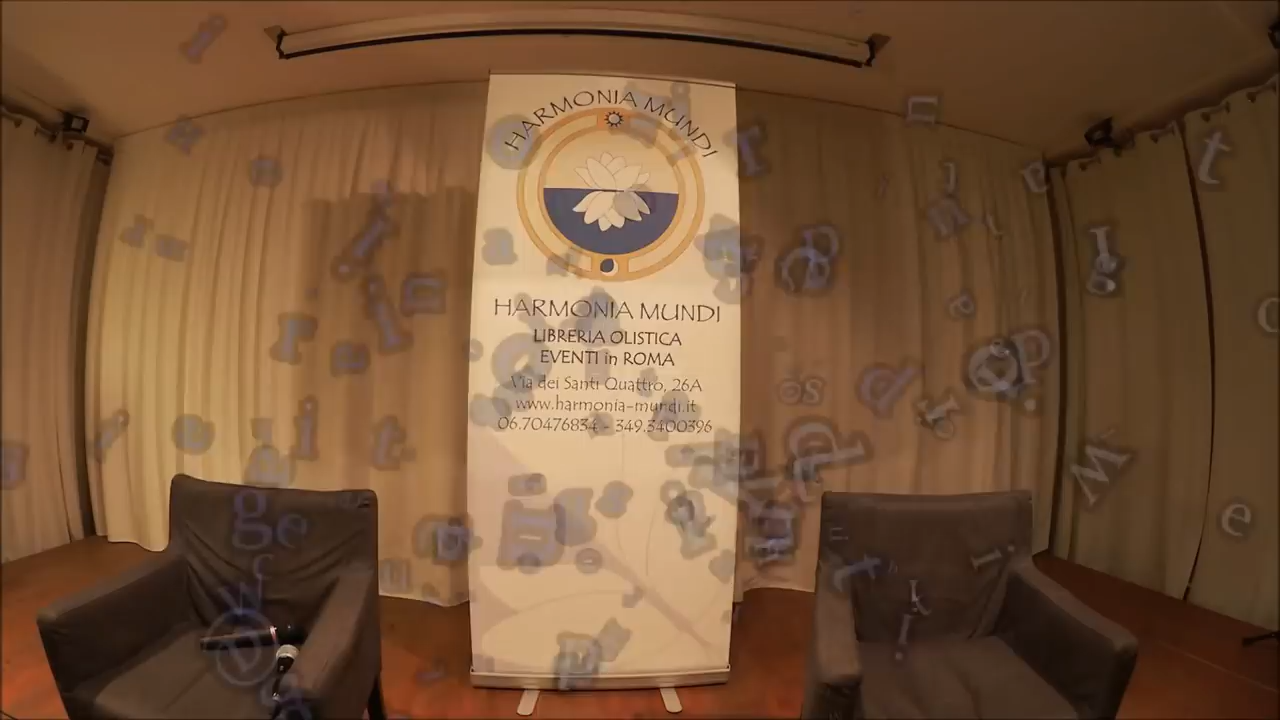 HARMONIA MUNDI
HARMONIA MUNDI
LIBRERIA OLISTICA
EVENTI in ROMA
Via dei Santi Quattro, 26A
www.harmonia-mundi.it
06.70476834 - 349.3400396